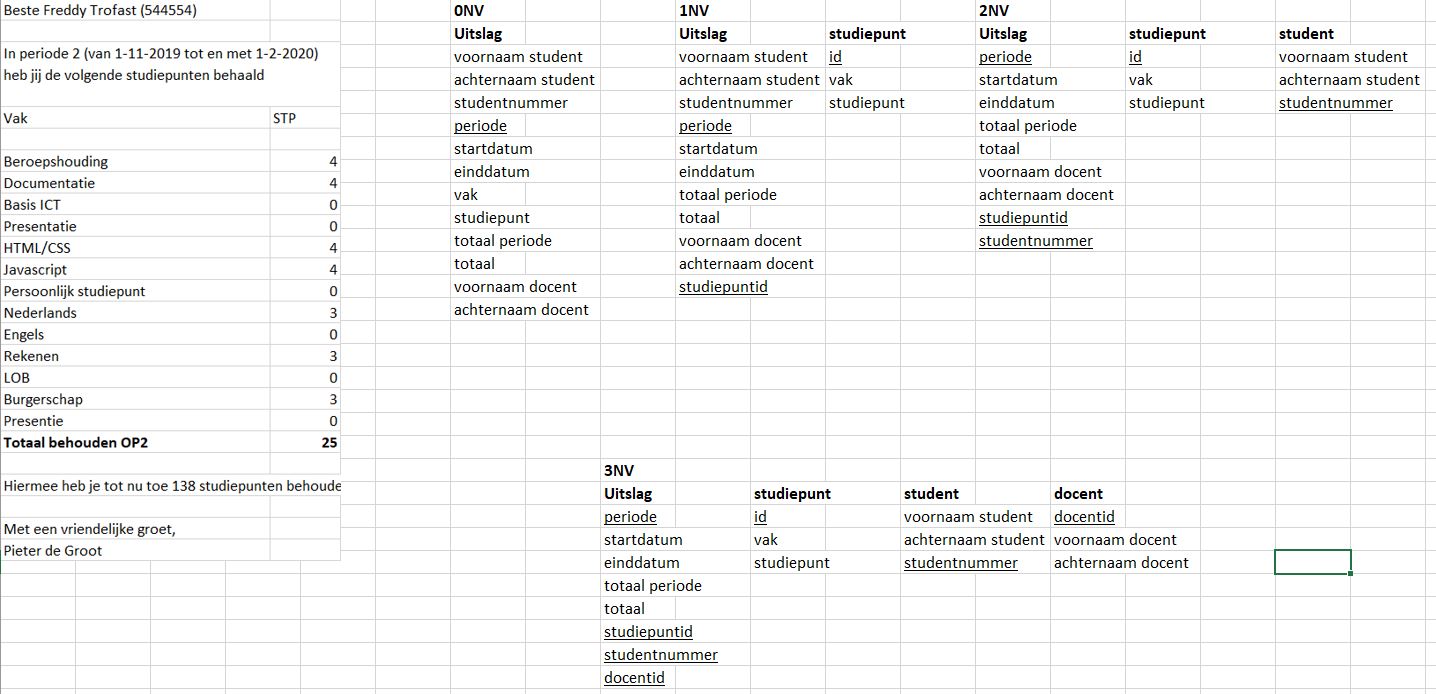 Beste Freddy Trofast (544554)
In periode 2 (van 1-11-2019 tot en met 1-2-2020)
heb jij de volgende studiepunten behaald
Vak STP
Beroepshouding 4
Documentatie 4
Basis ICT 0
Presentatie 0
HTML/CSS 4
Javascript 4
Persoonlijk studiepunt 0
Nederlands 3
Engels 0
Rekenen 3
LOB 0
Burgerschap 3
Presentie 0
Totaal behouden OP2 25
Hiermee heb je tot nu toe 138 studiepunten behoude
Met een vriendelijke groet,
Pieter de Groot
0NV
Uitslag
voornaam student
achternaam student
studentnummer
periode
startdatum
einddatum
vak
studiepunt
totaal periode
totaal
voornaam docent
achternaam docent
1NV
Uitslag
voornaam student
achternaam student
studentnummer
periode
startdatum
einddatum
totaal periode
totaal
voornaam docent
achternaam docent
studiepuntid
studiepunt
id
vak
studiepunt
2NV
Uitslag
periode
startdatum
einddatum
totaal periode
totaal
voornaam docent
achternaam docent
studiepuntid
studentnummer
studiepunt
id
vak
studiepunt
student
voornaam student
achternaam student
studentnummer
3NV
Uitslag
periode
startdatum
einddatum
totaal periode
totaal
studiepuntid
studentnummer
docentid
studiepunt
id
vak
studiepunt
student
voornaam student
achternaam student
studentnummer
docent
docentid
voornaam docent
achternaam docent